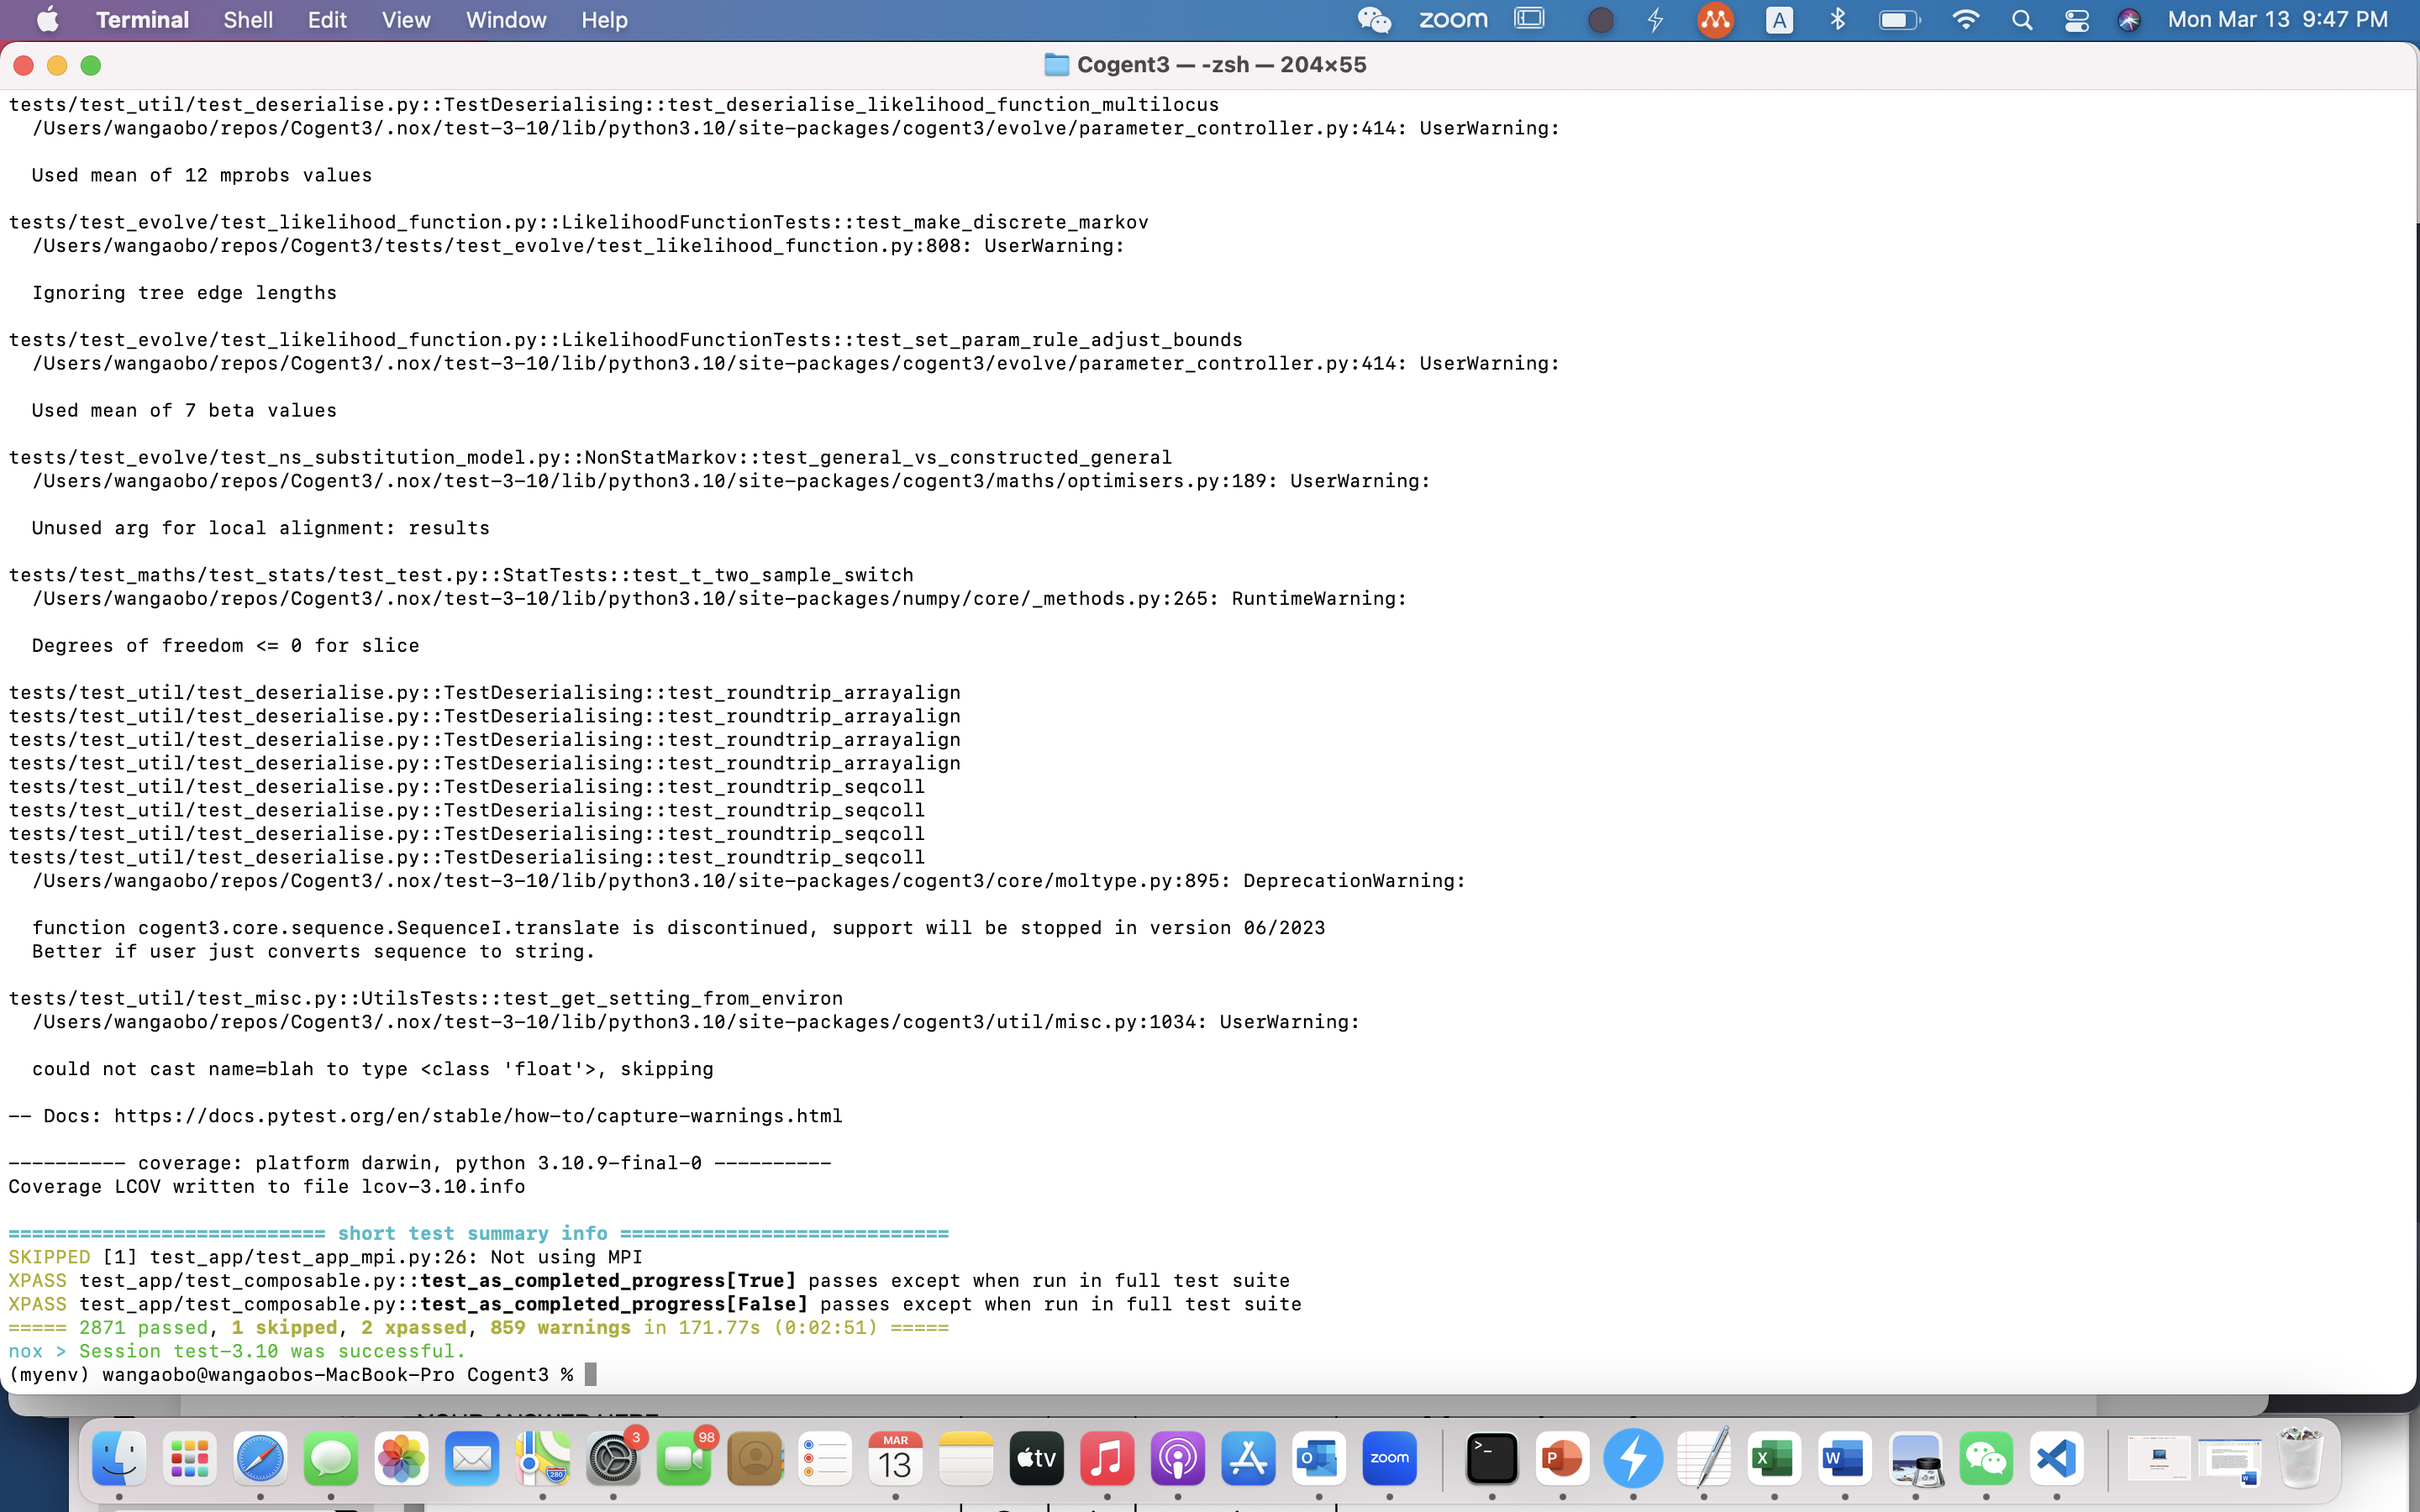 Terminal Shell Edit View Window Help zoom A Mon Mar 13 9:47 PM
Cogent3 — -zsh — 204×55
tests/test_util/test_deserialise.py::TestDeserialising::test_deserialise_likelihood_function_multilocus
/Users/wangaobo/repos/Cogent3/.nox/test-3-10/lib/python3.10/site-packages/cogent3/evolve/parameter_controller.py:414: UserWarning:
Used mean of 12 mprobs values
tests/test_evolve/test_likelihood_function.py::LikelihoodFunctionTests::test_make_discrete_markov
/Users/wangaobo/repos/Cogent3/tests/test_evolve/test_likelihood_function.py:808: UserWarning:
Ignoring tree edge lengths
tests/test_evolve/test_likelihood_function.py::LikelihoodFunctionTests::test_set_param_rule_adjust_bounds
/Users/wangaobo/repos/Cogent3/.nox/test-3-10/lib/python3.10/site-packages/cogent3/evolve/parameter_controller.py:414: UserWarning:
Used mean of 7 beta values
tests/test_evolve/test_ns_substitution_model.py::NonStatMarkov::test_general_vs_constructed_general
/Users/wangaobo/repos/Cogent3/.nox/test-3-10/lib/python3.10/site-packages/cogent3/maths/optimisers.py:189: UserWarning:
Unused arg for local alignment: results
tests/test_maths/test_stats/test_test.py::StatTests::test_t_two_sample_switch
/Users/wangaobo/repos/Cogent3/.nox/test-3-10/lib/python3.10/site-packages/numpy/core/_methods.py:265: RuntimeWarning:
Degrees of freedom <= 0 for slice
tests/test_util/test_deserialise.py::TestDeserialising::test_roundtrip_arrayalign
tests/test_util/test_deserialise.py::TestDeserialising::test_roundtrip_arrayalign
tests/test_util/test_deserialise.py::TestDeserialising::test_roundtrip_arrayalign
tests/test_util/test_deserialise.py::TestDeserialising::test_roundtrip_arrayalign
tests/test_util/test_deserialise.py::TestDeserialising::test_roundtrip_seqcoll
tests/test_util/test_deserialise.py::TestDeserialising::test_roundtrip_seqcoll
tests/test_util/test_deserialise.py::TestDeserialising::test_roundtrip_seqcoll
tests/test_util/test_deserialise.py::TestDeserialising::test_roundtrip_seqcoll
/Users/wangaobo/repos/Cogent3/.nox/test-3-10/lib/python3.10/site-packages/cogent3/core/moltype.py:895: DeprecationWarning:
function cogent3.core.sequence.SequenceI.translate is discontinued, support will be stopped in version 06/2023
Better if user just converts sequence to string.
tests/test_util/test_misc.py::UtilsTests::test_get_setting_from_environ
/Users/wangaobo/repos/Cogent3/.nox/test-3-10/lib/python3.10/site-packages/cogent3/util/misc.py:1034: UserWarning:
could not cast name=blah to type <class 'float'>, skipping
-- Docs: https://docs.pytest.org/en/stable/how-to/capture-warnings.html
---------- coverage: platform darwin, python 3.10.9-final-0 ----------
Coverage LCOV written to file lcov-3.10.info
=========================== short test summary info ============================
SKIPPED [1] test_app/test_app_mpi.py:26: Not using MPI
XPASS test_app/test_composable.py::test_as_completed_progress[True] passes except when run in full test suite
XPASS test_app/test_composable.py::test_as_completed_progress[False] passes except when run in full test suite
===== 2871 passed, 1 skipped, 2 xpassed, 859 warnings in 171.77s (0:02:51) =====
nox > Session test-3.10 was successful.
(myenv) wangaobo@wangaobos-MacBook-Pro Cogent3 %
280 3 98 MAR 13 tv O zoom >_ P X W